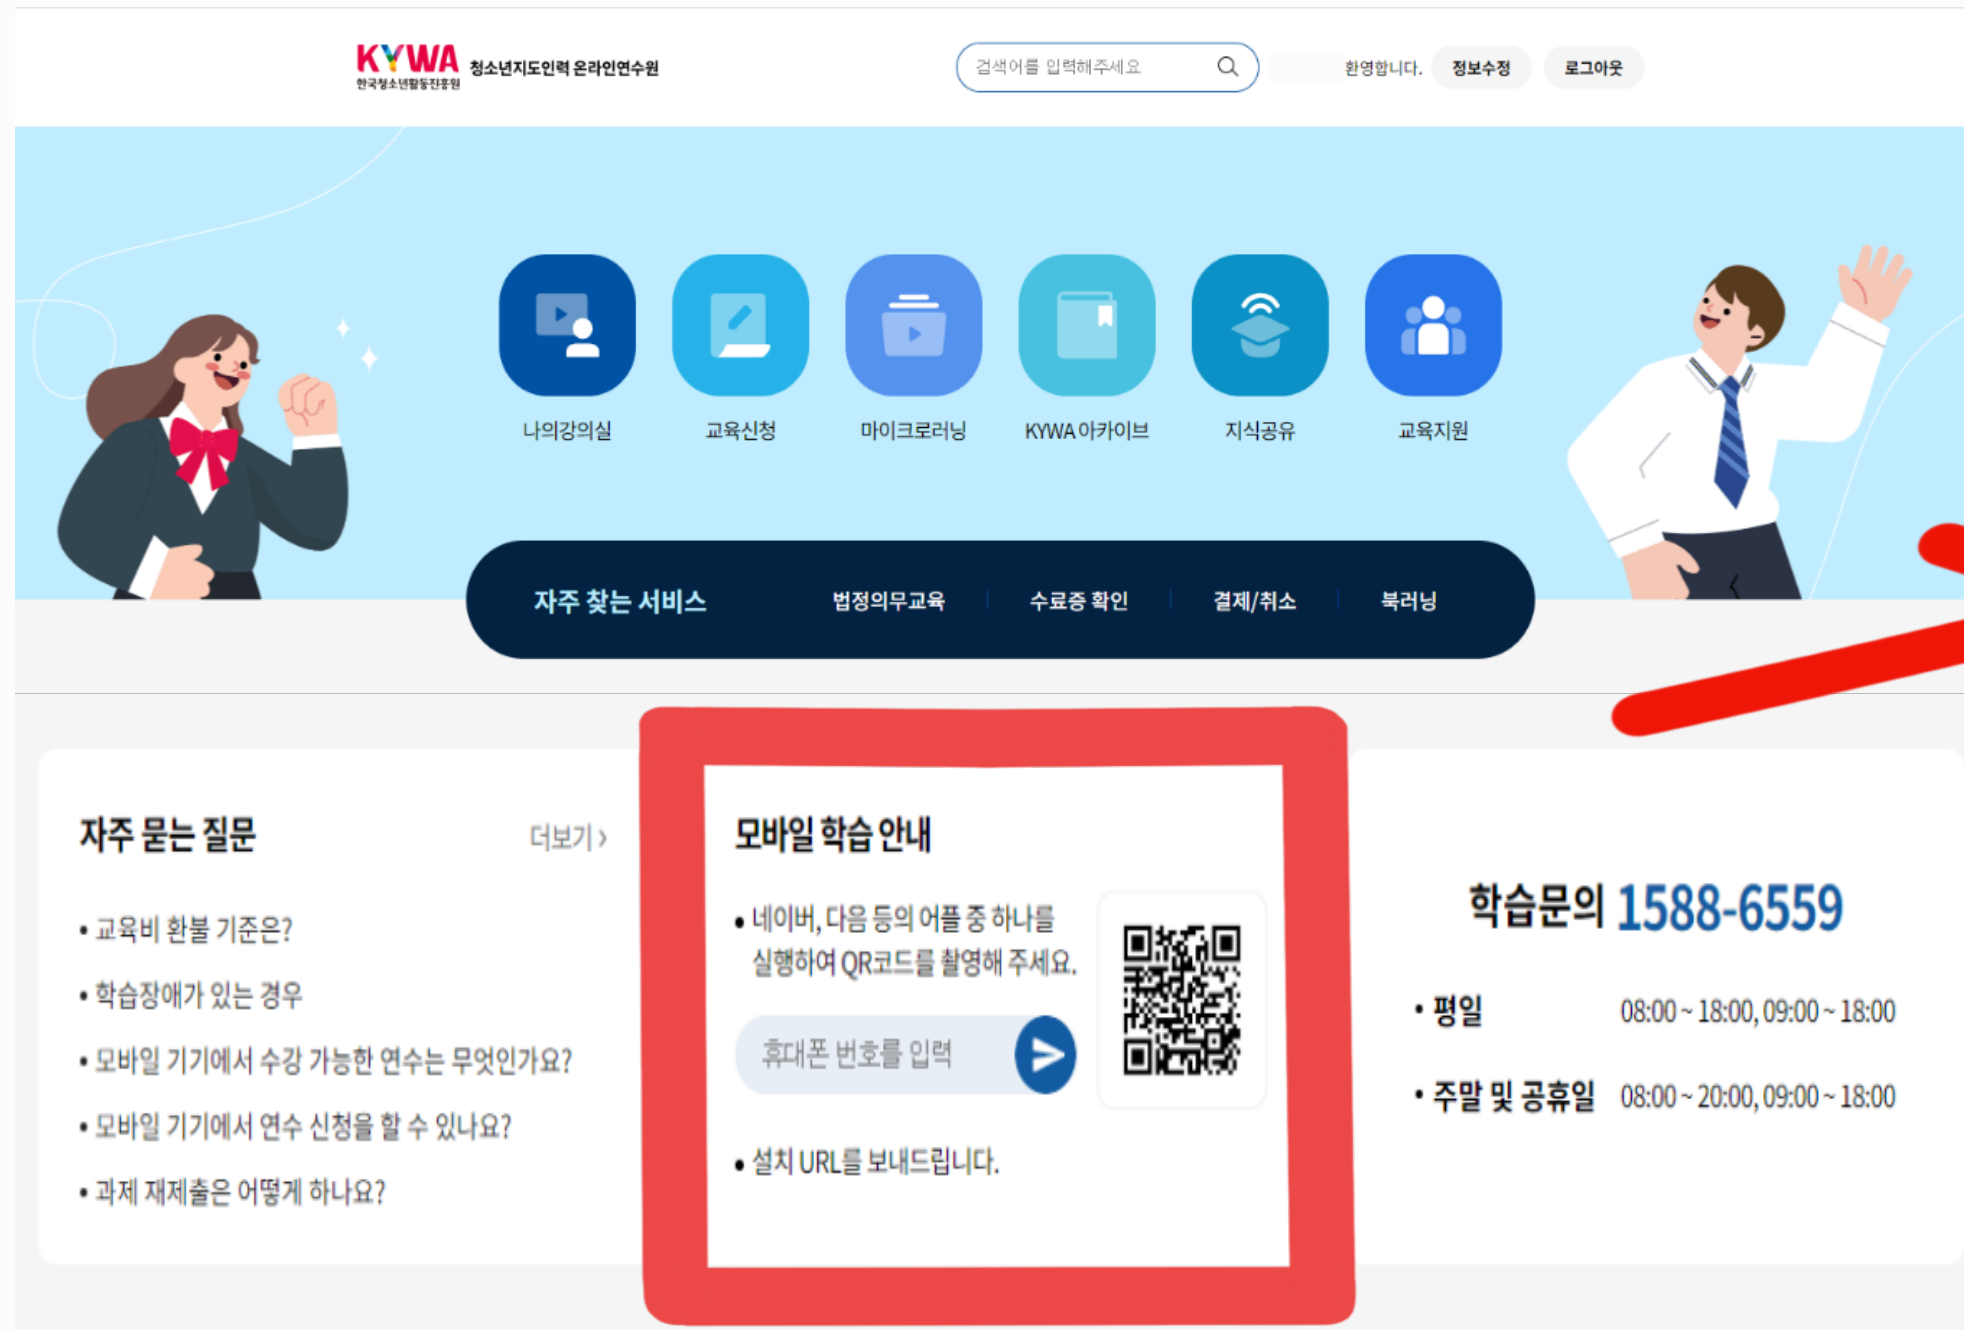 KYWA
한국청소년활동진흥원
청소년지도인력 온라인연수원
검색어를 입력해주세요
환영합니다.
정보수정
로그아웃
나의강의실
교육신청
마이크로러닝
KYWA 아카이브
지식공유
교육지원
자주 찾는 서비스
법정의무교육
수료증 확인
결제/취소
북러닝
자주 묻는 질문
더보기 >
• 교육비 환불 기준은?
• 학습장애가 있는 경우
• 모바일 기기에서 수강 가능한 연수는 무엇인가요?
• 모바일 기기에서 연수 신청을 할 수 있나요?
• 과제 재제출은 어떻게 하나요?
모바일 학습 안내
• 네이버, 다음 등의 어플 중 하나를
실행하여 QR코드를 촬영해 주세요.
휴대폰 번호를 입력
• 설치 URL를 보내드립니다.
학습문의 1588-6559
• 평일 08:00 ~ 18:00, 09:00 ~ 18:00
• 주말 및 공휴일 08:00 ~ 20:00, 09:00 ~ 18:00